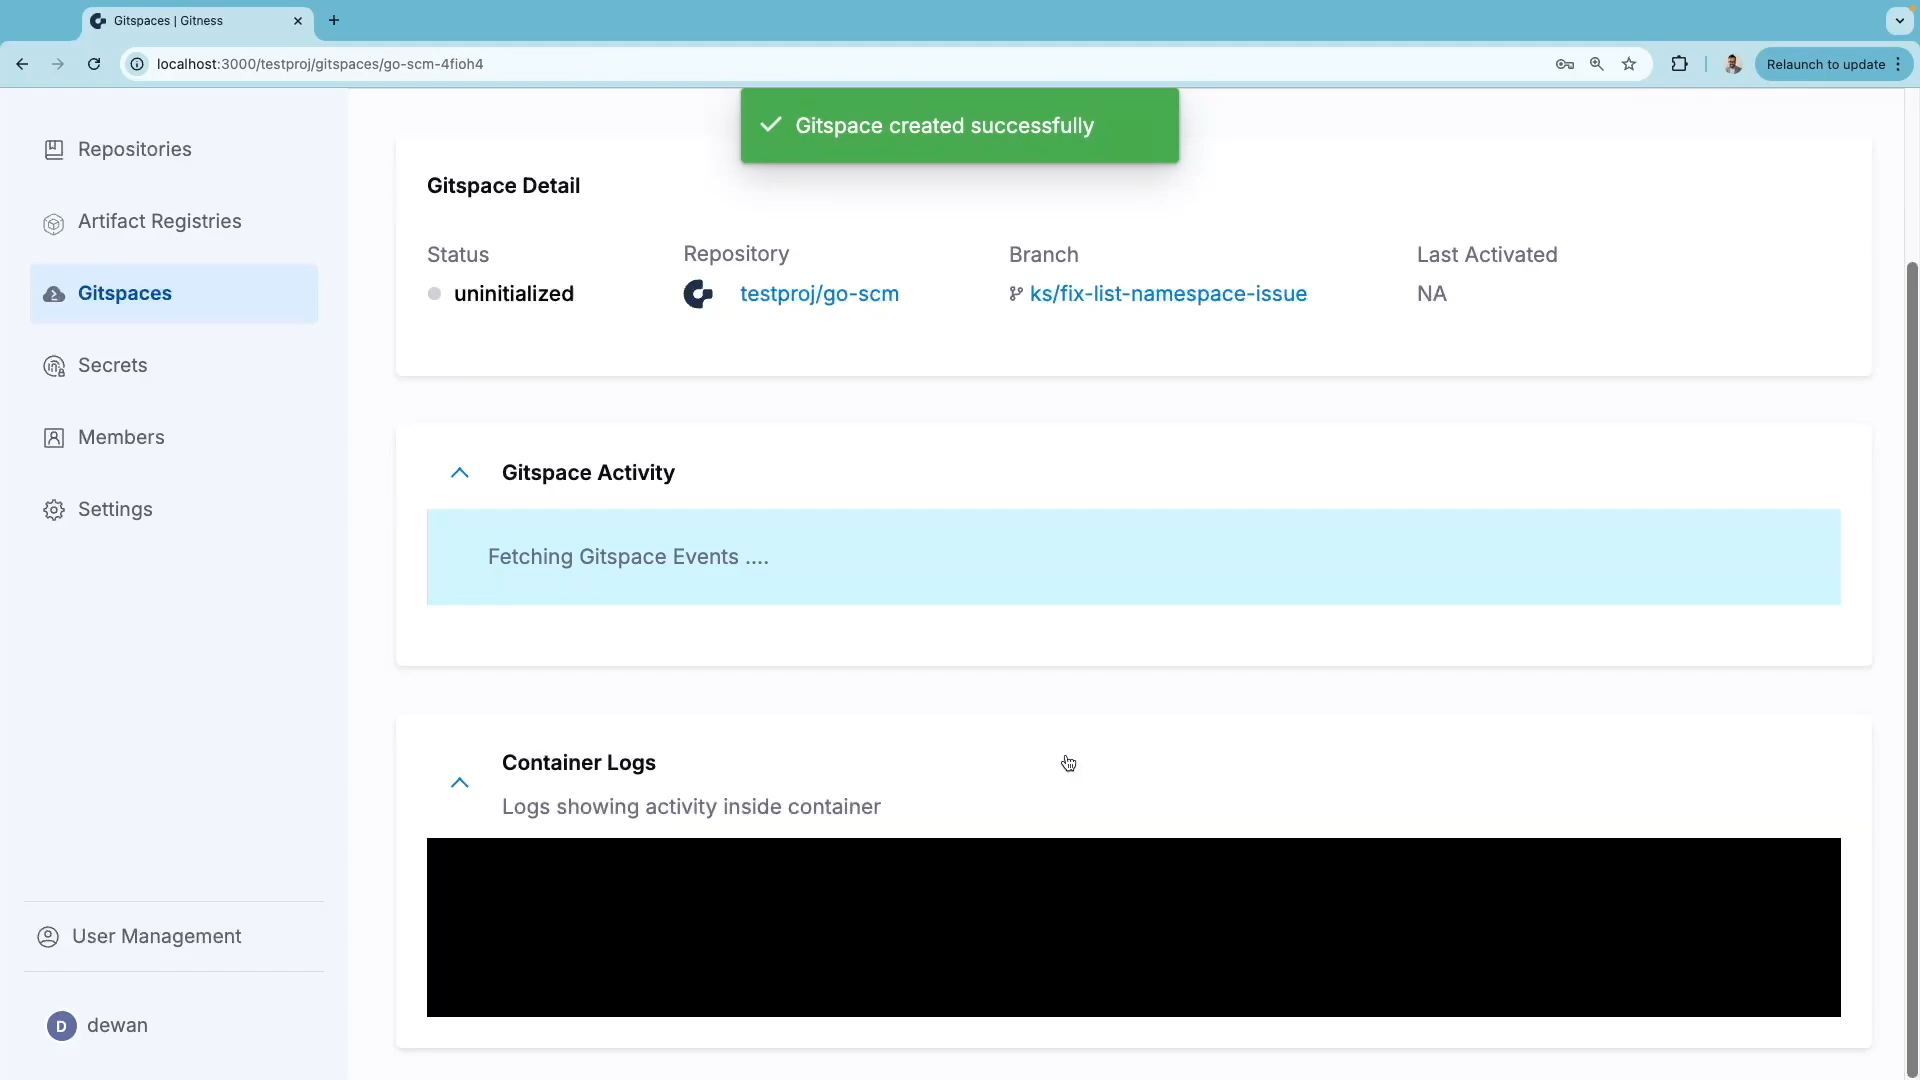 Gitspaces | Gitness
localhost:3000/testproj/gitspaces/go-scm-4fioh4
Relaunch to update
Gitspace created successfully
Repositories
Artifact Registries
Gitspaces
Secrets
Members
Settings
User Management
D dewan
Gitspace Detail
Status Repository Branch Last Activated
uninitialized testproj/go-scm ks/fix-list-namespace-issue NA
Gitspace Activity
Fetching Gitspace Events ....
Container Logs
Logs showing activity inside container